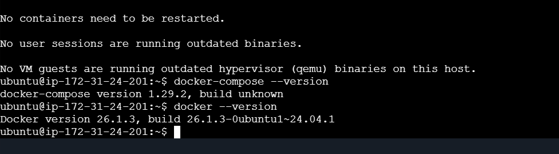 No containers need to be restarted.
No user sessions are running outdated binaries.
No VM guests are running outdated hypervisor (qemu) binaries on this host.
ubuntu@ip-172-31-24-201:~$ docker-compose --version
docker-compose version 1.29.2, build unknown
ubuntu@ip-172-31-24-201:~$ docker --version
Docker version 26.1.3, build 26.1.3-0ubuntu1~24.04.1
ubuntu@ip-172-31-24-201:~$